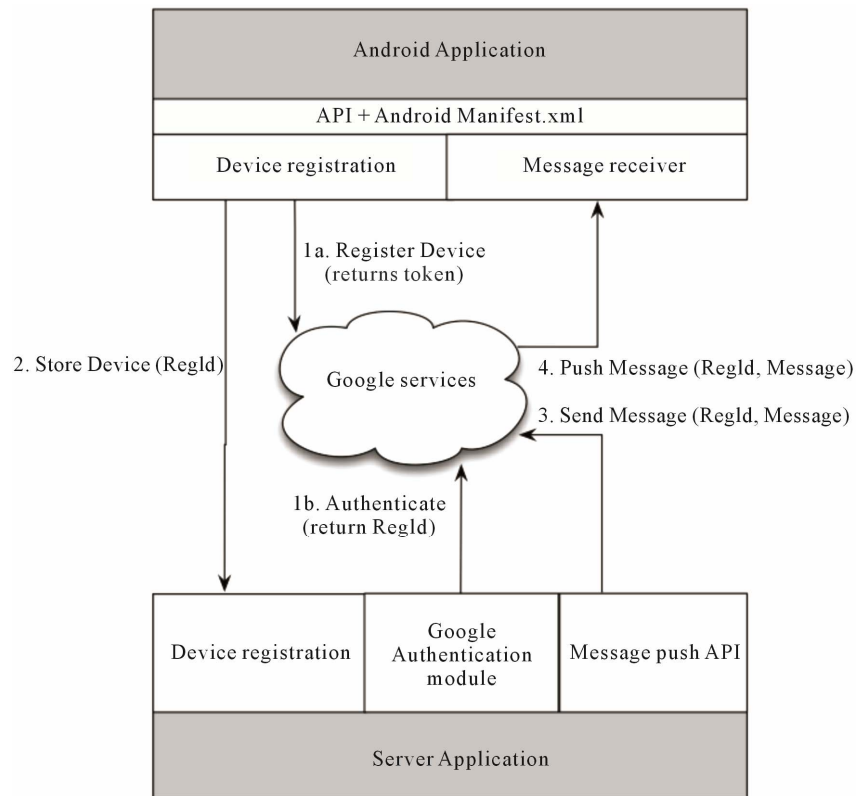 Android Application
API + Android Manifest.xml
Device registration
Message receiver
1a. Register Device
(returns token)
2. Store Device (RegId)
Google services
4. Push Message (RegId, Message)
3. Send Message (RegId, Message)
1b. Authenticate
(return RegId)
Device registration
Google
Authentication
module
Message push API
Server Application